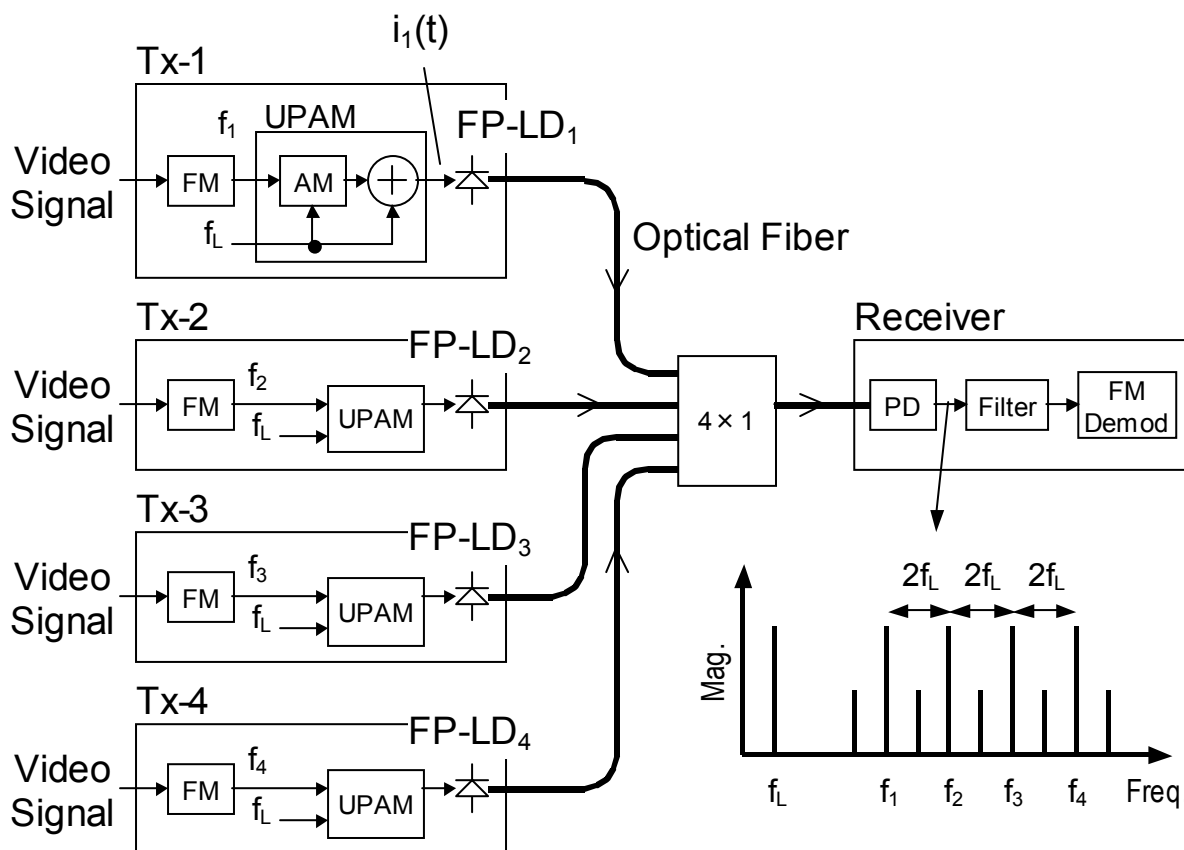 i₁(t)
Tx-1
UPAM
FP-LD₁
f₁
Video
Signal
FM
AM
+
f_L
Optical Fiber
Tx-2
FP-LD₂
Video
Signal
FM
f₂
f_L
UPAM
4 × 1
Receiver
PD
Filter
FM
Demod
Tx-3
FP-LD₃
Video
Signal
FM
f₃
f_L
UPAM
Tx-4
FP-LD₄
Video
Signal
FM
f₄
f_L
UPAM
2f_L 2f_L 2f_L
Mag.
f_L f₁ f₂ f₃ f₄ Freq